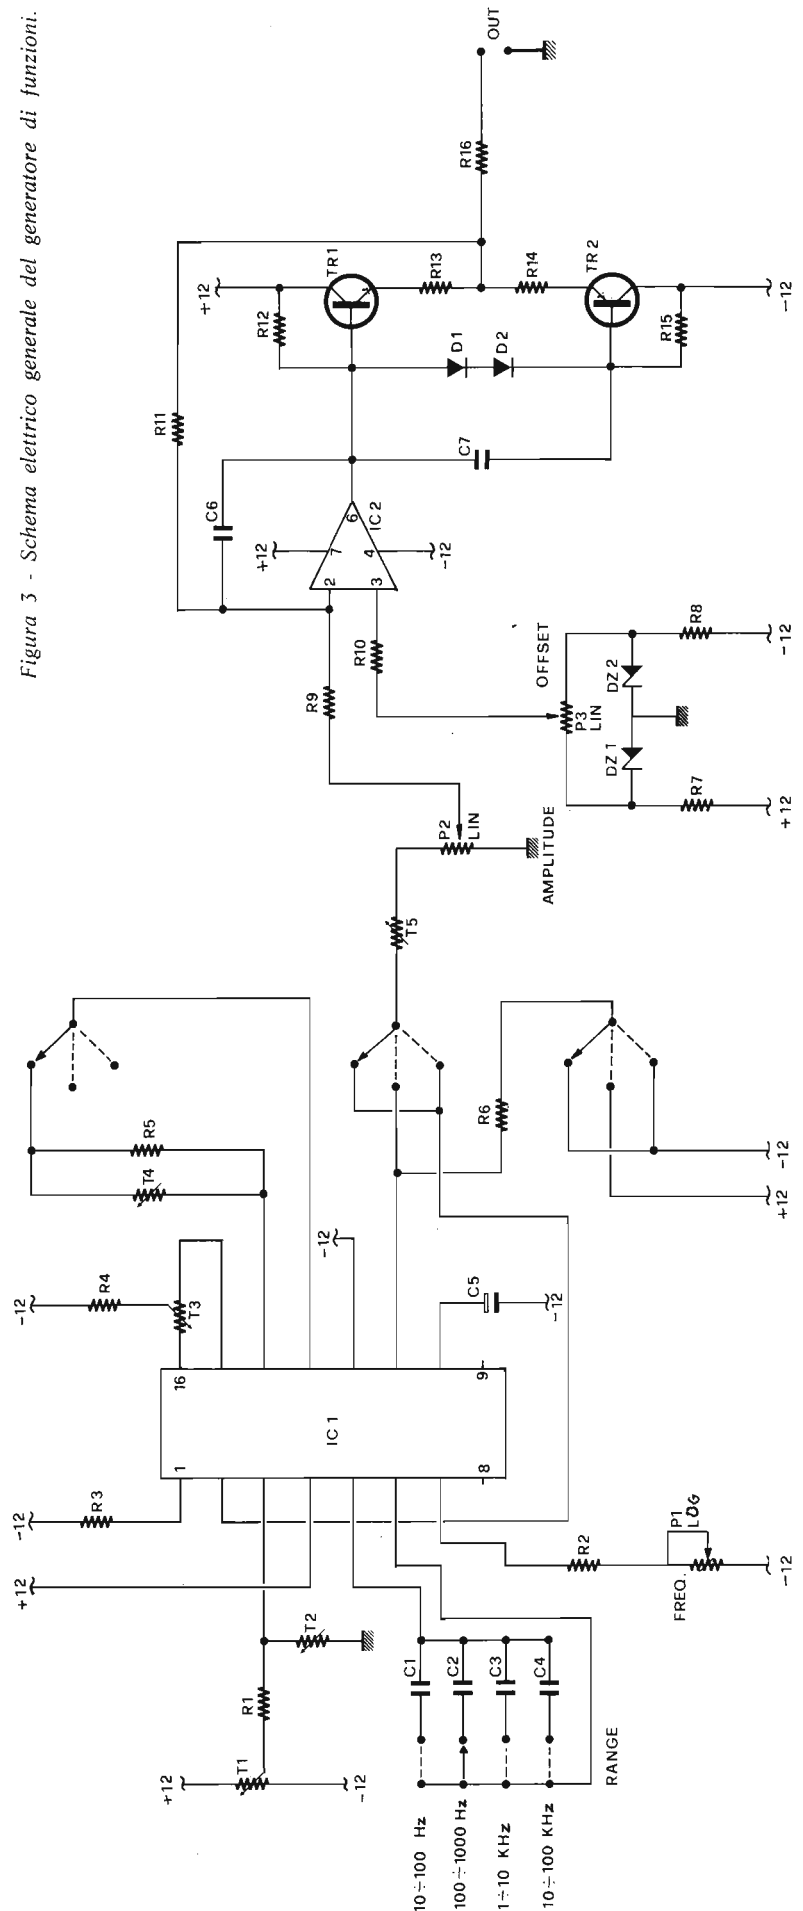 Figura 3 - Schema elettrico generale del generatore di funzioni.
OUT
R16
R11
+12
R12
TR1
R13
R14
TR2
R15
-12
D1
D2
C6
C7
+12
7
6
IC2
2
3
4
-12
R9
R10
OFFSET
P3
LIN
DZ2
DZ1
R8
-12
R7
+12
P2
LIN
AMPLITUDE
T5
R5
T4
R6
-12
+12
-12
R4
T3
-12
C5
-12
16
9
IC1
1
8
-12
R3
+12
R2
P1
LOG
FREQ.
-12
T2
R1
T1
+12
-12
C1
C2
C3
C4
RANGE
10÷100 Hz
100÷1000 Hz
1÷10 KHz
10÷100 KHz